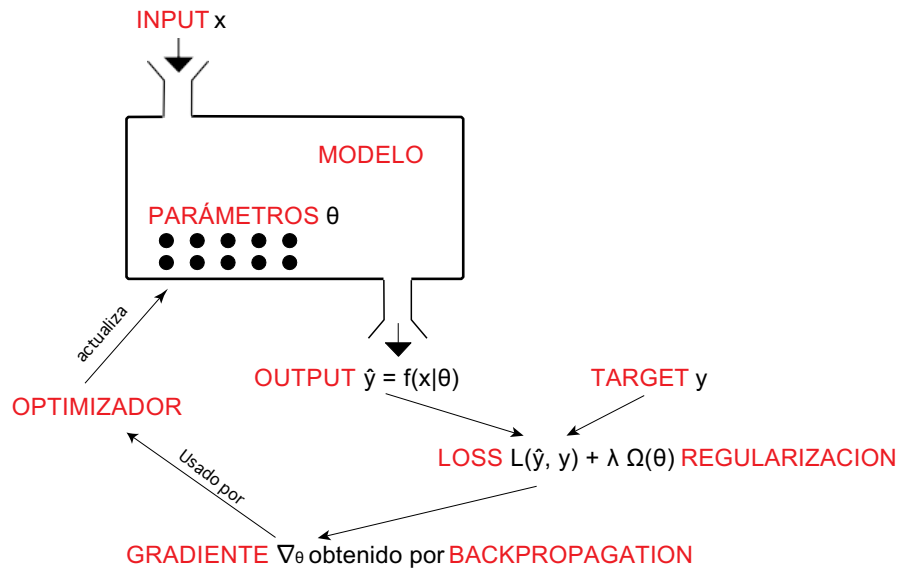 INPUT x
MODELO
PARÁMETROS θ
actualiza
OUTPUT ŷ = f(x|θ)
TARGET y
OPTIMIZADOR
LOSS L(ŷ, y) + λ Ω(θ) REGULARIZACION
Usado por
GRADIENTE ∇θ obtenido por BACKPROPAGATION